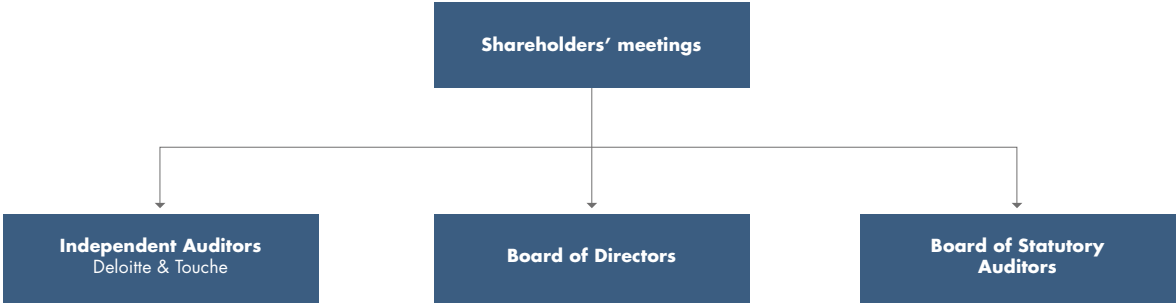 Shareholders’ meetings
Independent Auditors
Deloitte & Touche
Board of Directors
Board of Statutory
Auditors